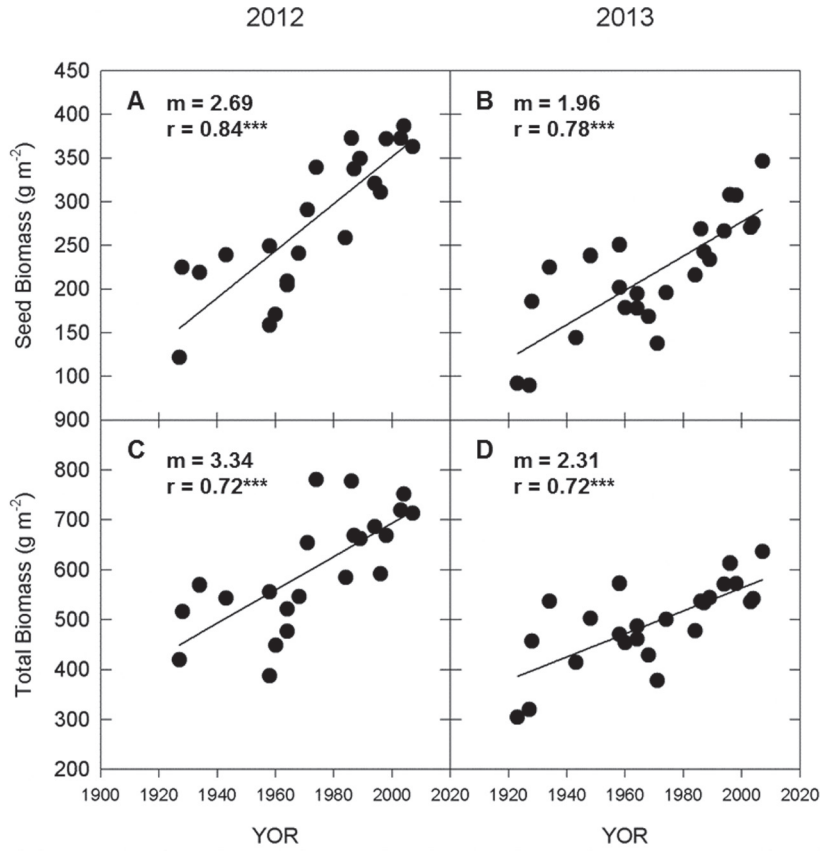 2012 2013
450
A m = 2.69
r = 0.84***
B m = 1.96
r = 0.78***
400
350
300
250
200
150
100
900
Seed Biomass (g m⁻²)
C m = 3.34
r = 0.72***
D m = 2.31
r = 0.72***
800
700
600
500
400
300
200
Total Biomass (g m⁻²)
1900 1920 1940 1960 1980 2000 2020 1920 1940 1960 1980 2000 2020
YOR YOR